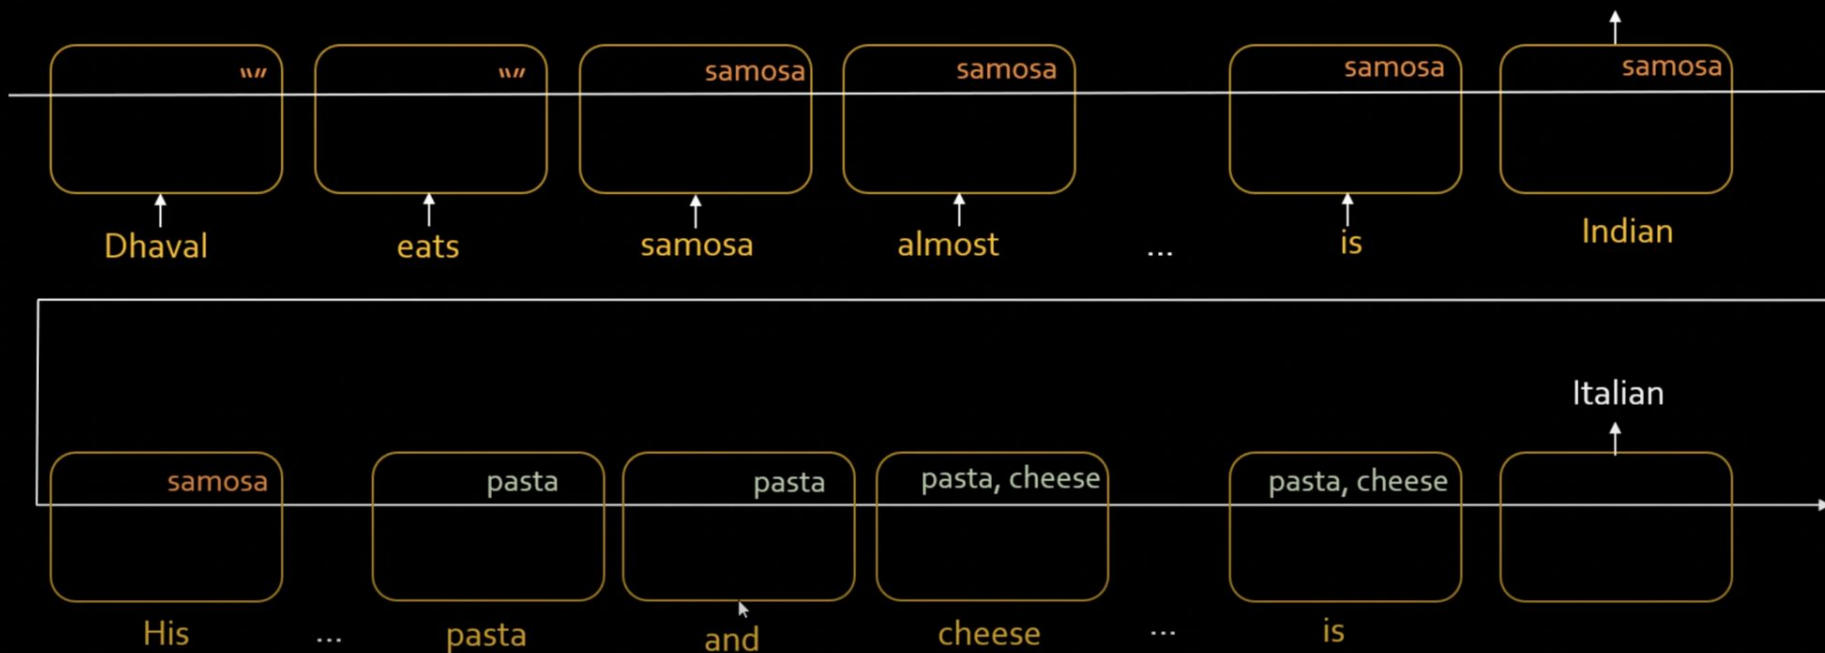 "" "" samosa samosa samosa samosa
Dhaval eats samosa almost ... is Indian
Italian
samosa pasta pasta pasta, cheese pasta, cheese
His ... pasta and cheese ... is